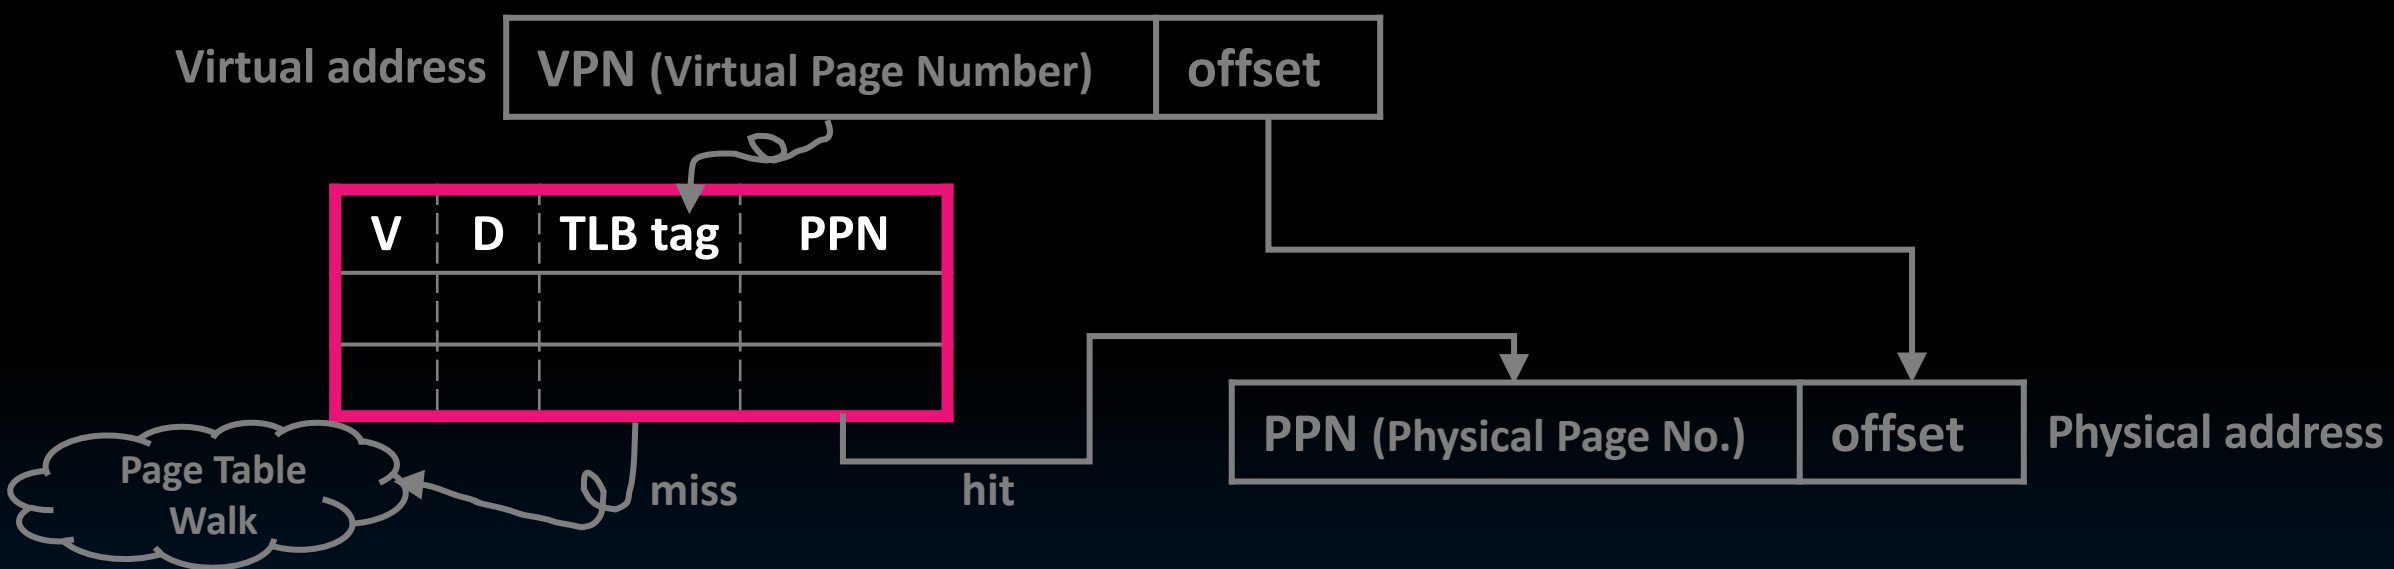 Virtual address VPN (Virtual Page Number) offset
V D TLB tag PPN
PPN (Physical Page No.) offset Physical address
Page Table
Walk
miss hit